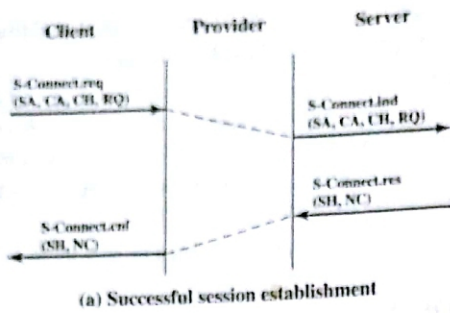 Client
Provider
Server
S-Connect.req
(SA, CA, CH, RQ)
S-Connect.ind
(SA, CA, CH, RQ)
S-Connect.res
(SH, NC)
S-Connect.cnf
(SH, NC)
(a) Successful session establishment